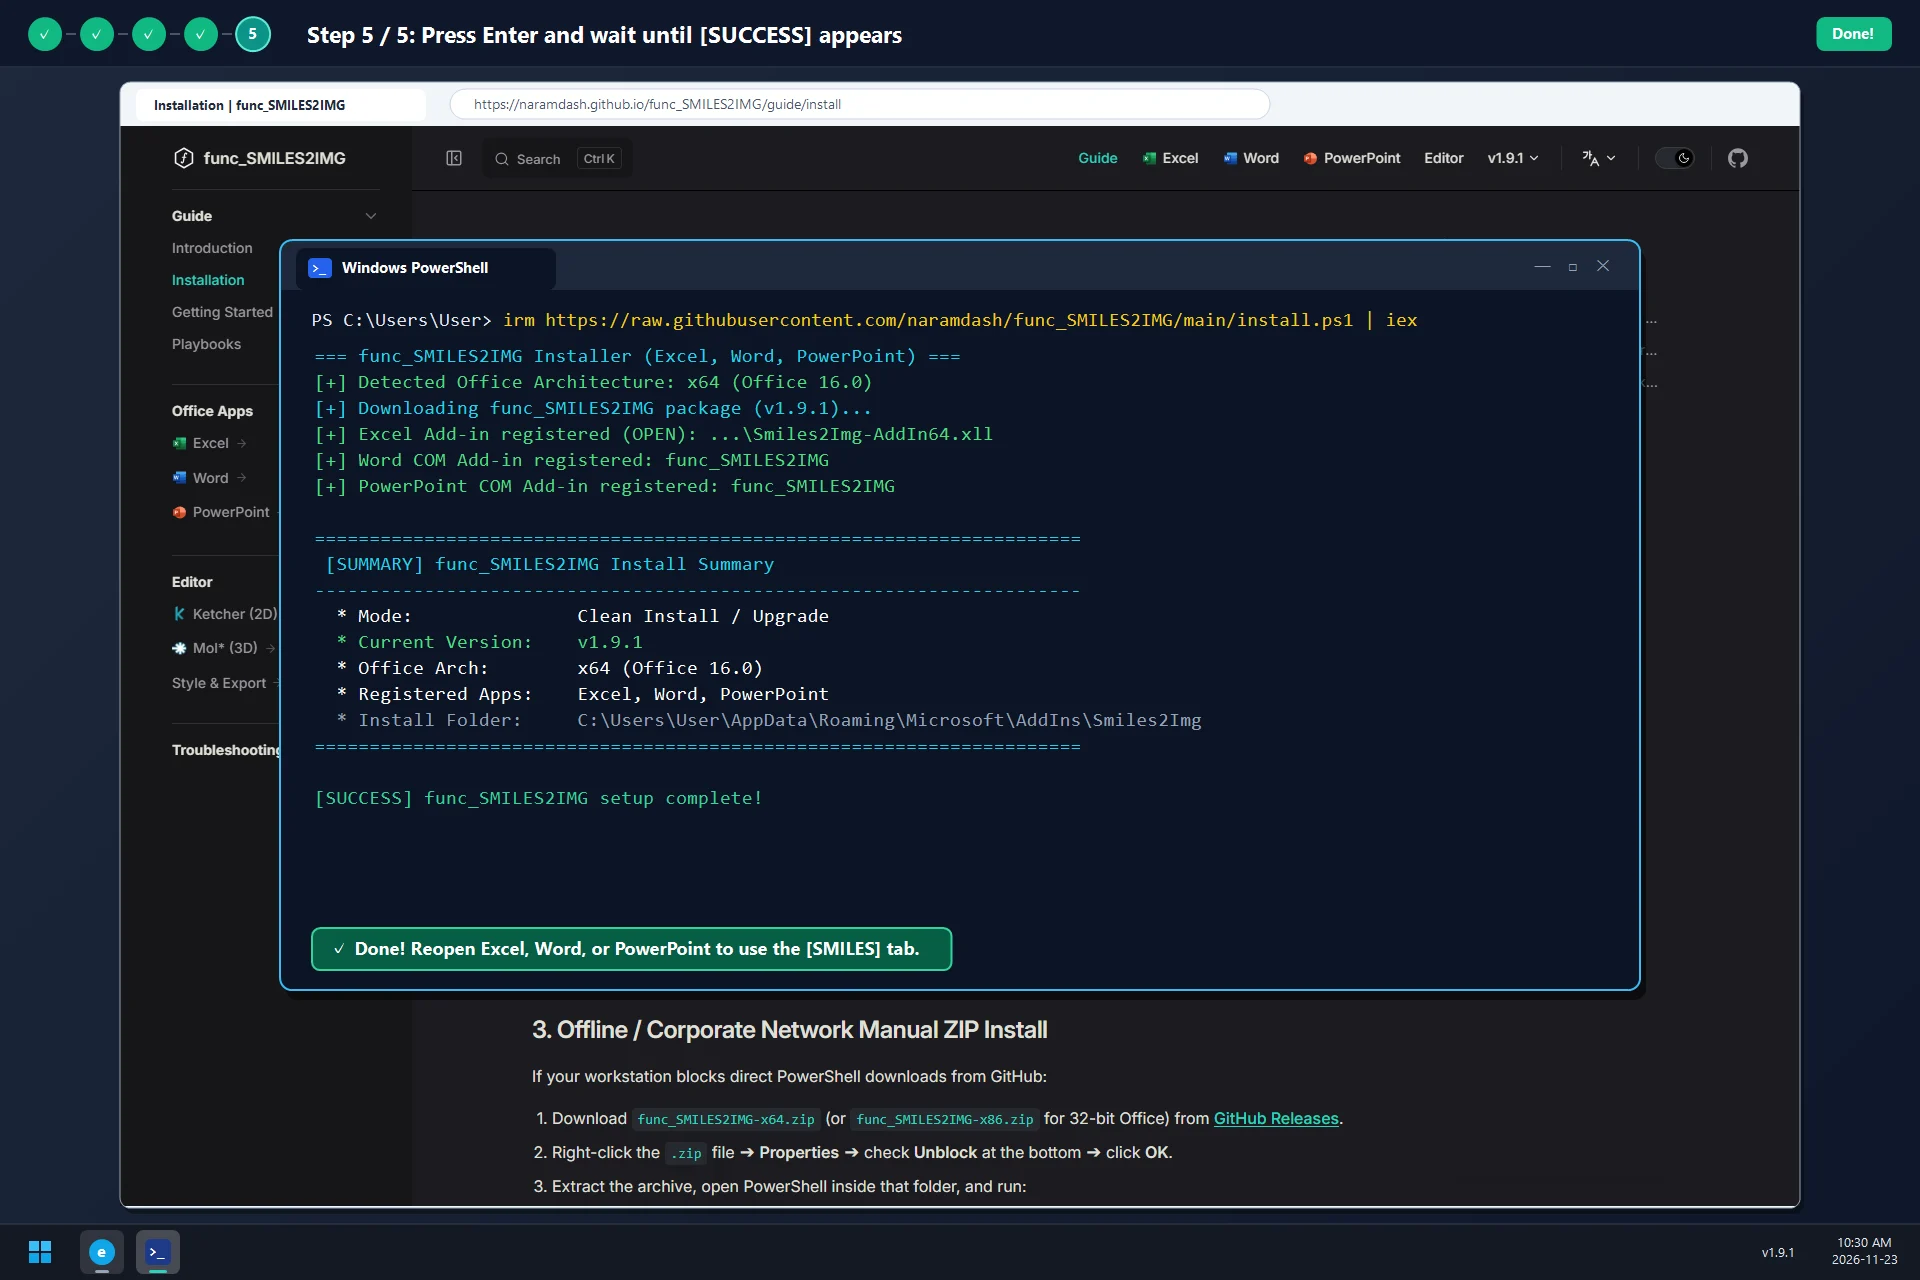 ✓ ✓ ✓ ✓ 5 Step 5 / 5: Press Enter and wait until [SUCCESS] appears Done!
Installation | func_SMILES2IMG
https://naramdash.github.io/func_SMILES2IMG/guide/install
func_SMILES2IMG
Search Ctrl K
Guide Excel Word PowerPoint Editor v1.9.1
Guide
Introduction
Installation
Getting Started
Playbooks
Office Apps
Excel →
Word →
PowerPoint
Editor
Ketcher (2D)
Mol* (3D) →
Style & Export
Troubleshooting
Windows PowerShell
PS C:\Users\User> irm https://raw.githubusercontent.com/naramdash/func_SMILES2IMG/main/install.ps1 | iex
=== func_SMILES2IMG Installer (Excel, Word, PowerPoint) ===
[+] Detected Office Architecture: x64 (Office 16.0)
[+] Downloading func_SMILES2IMG package (v1.9.1)...
[+] Excel Add-in registered (OPEN): ...\Smiles2Img-AddIn64.xll
[+] Word COM Add-in registered: func_SMILES2IMG
[+] PowerPoint COM Add-in registered: func_SMILES2IMG
======================================================================
[SUMMARY] func_SMILES2IMG Install Summary
----------------------------------------------------------------------
* Mode: Clean Install / Upgrade
* Current Version: v1.9.1
* Office Arch: x64 (Office 16.0)
* Registered Apps: Excel, Word, PowerPoint
* Install Folder: C:\Users\User\AppData\Roaming\Microsoft\AddIns\Smiles2Img
======================================================================
[SUCCESS] func_SMILES2IMG setup complete!
✓ Done! Reopen Excel, Word, or PowerPoint to use the [SMILES] tab.
3. Offline / Corporate Network Manual ZIP Install
If your workstation blocks direct PowerShell downloads from GitHub:
1. Download func_SMILES2IMG-x64.zip (or func_SMILES2IMG-x86.zip for 32-bit Office) from GitHub Releases.
2. Right-click the .zip file ➔ Properties ➔ check Unblock at the bottom ➔ click OK.
3. Extract the archive, open PowerShell inside that folder, and run:
v1.9.1
10:30 AM
2026-11-23